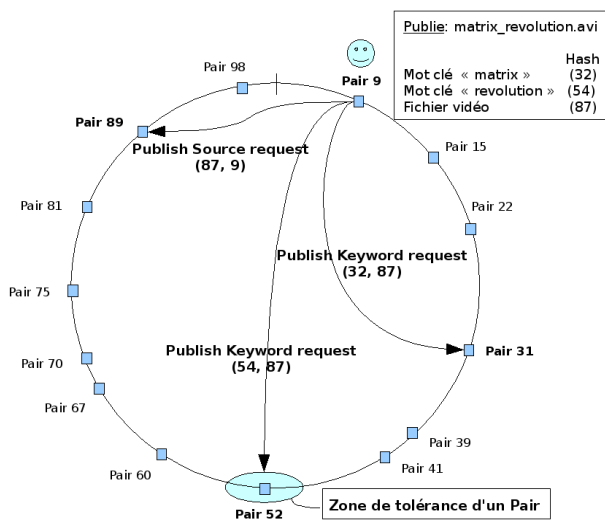 Publie: matrix_revolution.avi
Hash
Mot clé « matrix » (32)
Mot clé « revolution » (54)
Fichier vidéo (87)
Pair 98
Pair 9
Pair 89
Publish Source request
(87, 9)
Pair 15
Pair 81
Pair 22
Publish Keyword request
(32, 87)
Pair 75
Publish Keyword request
(54, 87)
Pair 31
Pair 70
Pair 67
Pair 39
Pair 41
Pair 60
Pair 52
Zone de tolérance d'un Pair